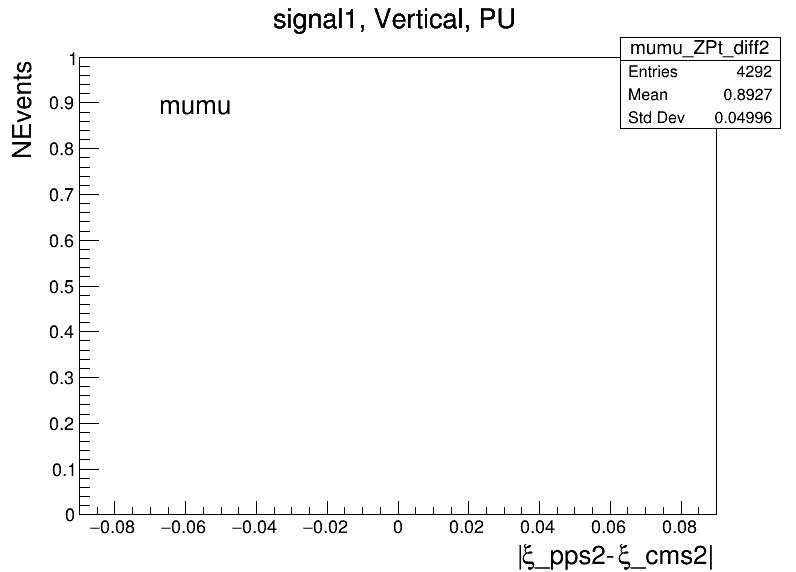 signal1, Vertical, PU
mumu_ZPt_diff2
Entries 4292
Mean 0.8927
Std Dev 0.04996
NEvents
mumu
1
0.9
0.8
0.7
0.6
0.5
0.4
0.3
0.2
0.1
0
−0.08 −0.06 −0.04 −0.02 0 0.02 0.04 0.06 0.08
|ξ_pps2-ξ_cms2|